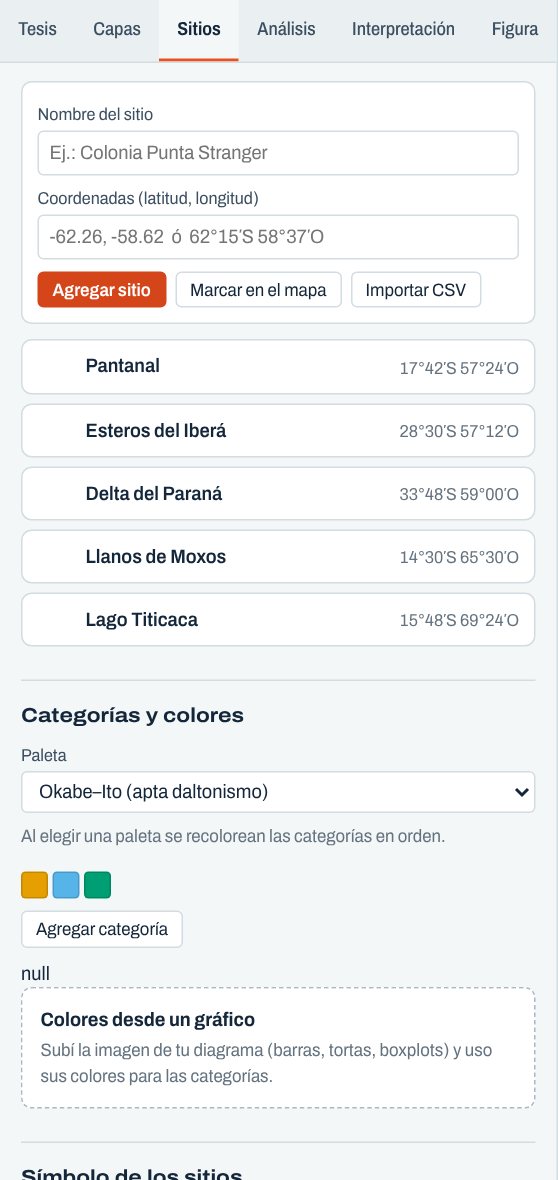 Tesis Capas Sitios Análisis Interpretación Figura
Nombre del sitio
Ej.: Colonia Punta Stranger
Coordenadas (latitud, longitud)
-62.26, -58.62 ó 62°15′S 58°37′O
Agregar sitio Marcar en el mapa Importar CSV
Pantanal 17°42′S 57°24′O
Esteros del Iberá 28°30′S 57°12′O
Delta del Paraná 33°48′S 59°00′O
Llanos de Moxos 14°30′S 65°30′O
Lago Titicaca 15°48′S 69°24′O
Categorías y colores
Paleta
Okabe–Ito (apta daltonismo)
Al elegir una paleta se recolorean las categorías en orden.
Agregar categoría
null
Colores desde un gráfico
Subí la imagen de tu diagrama (barras, tortas, boxplots) y uso
sus colores para las categorías.
Símbolo de los sitios